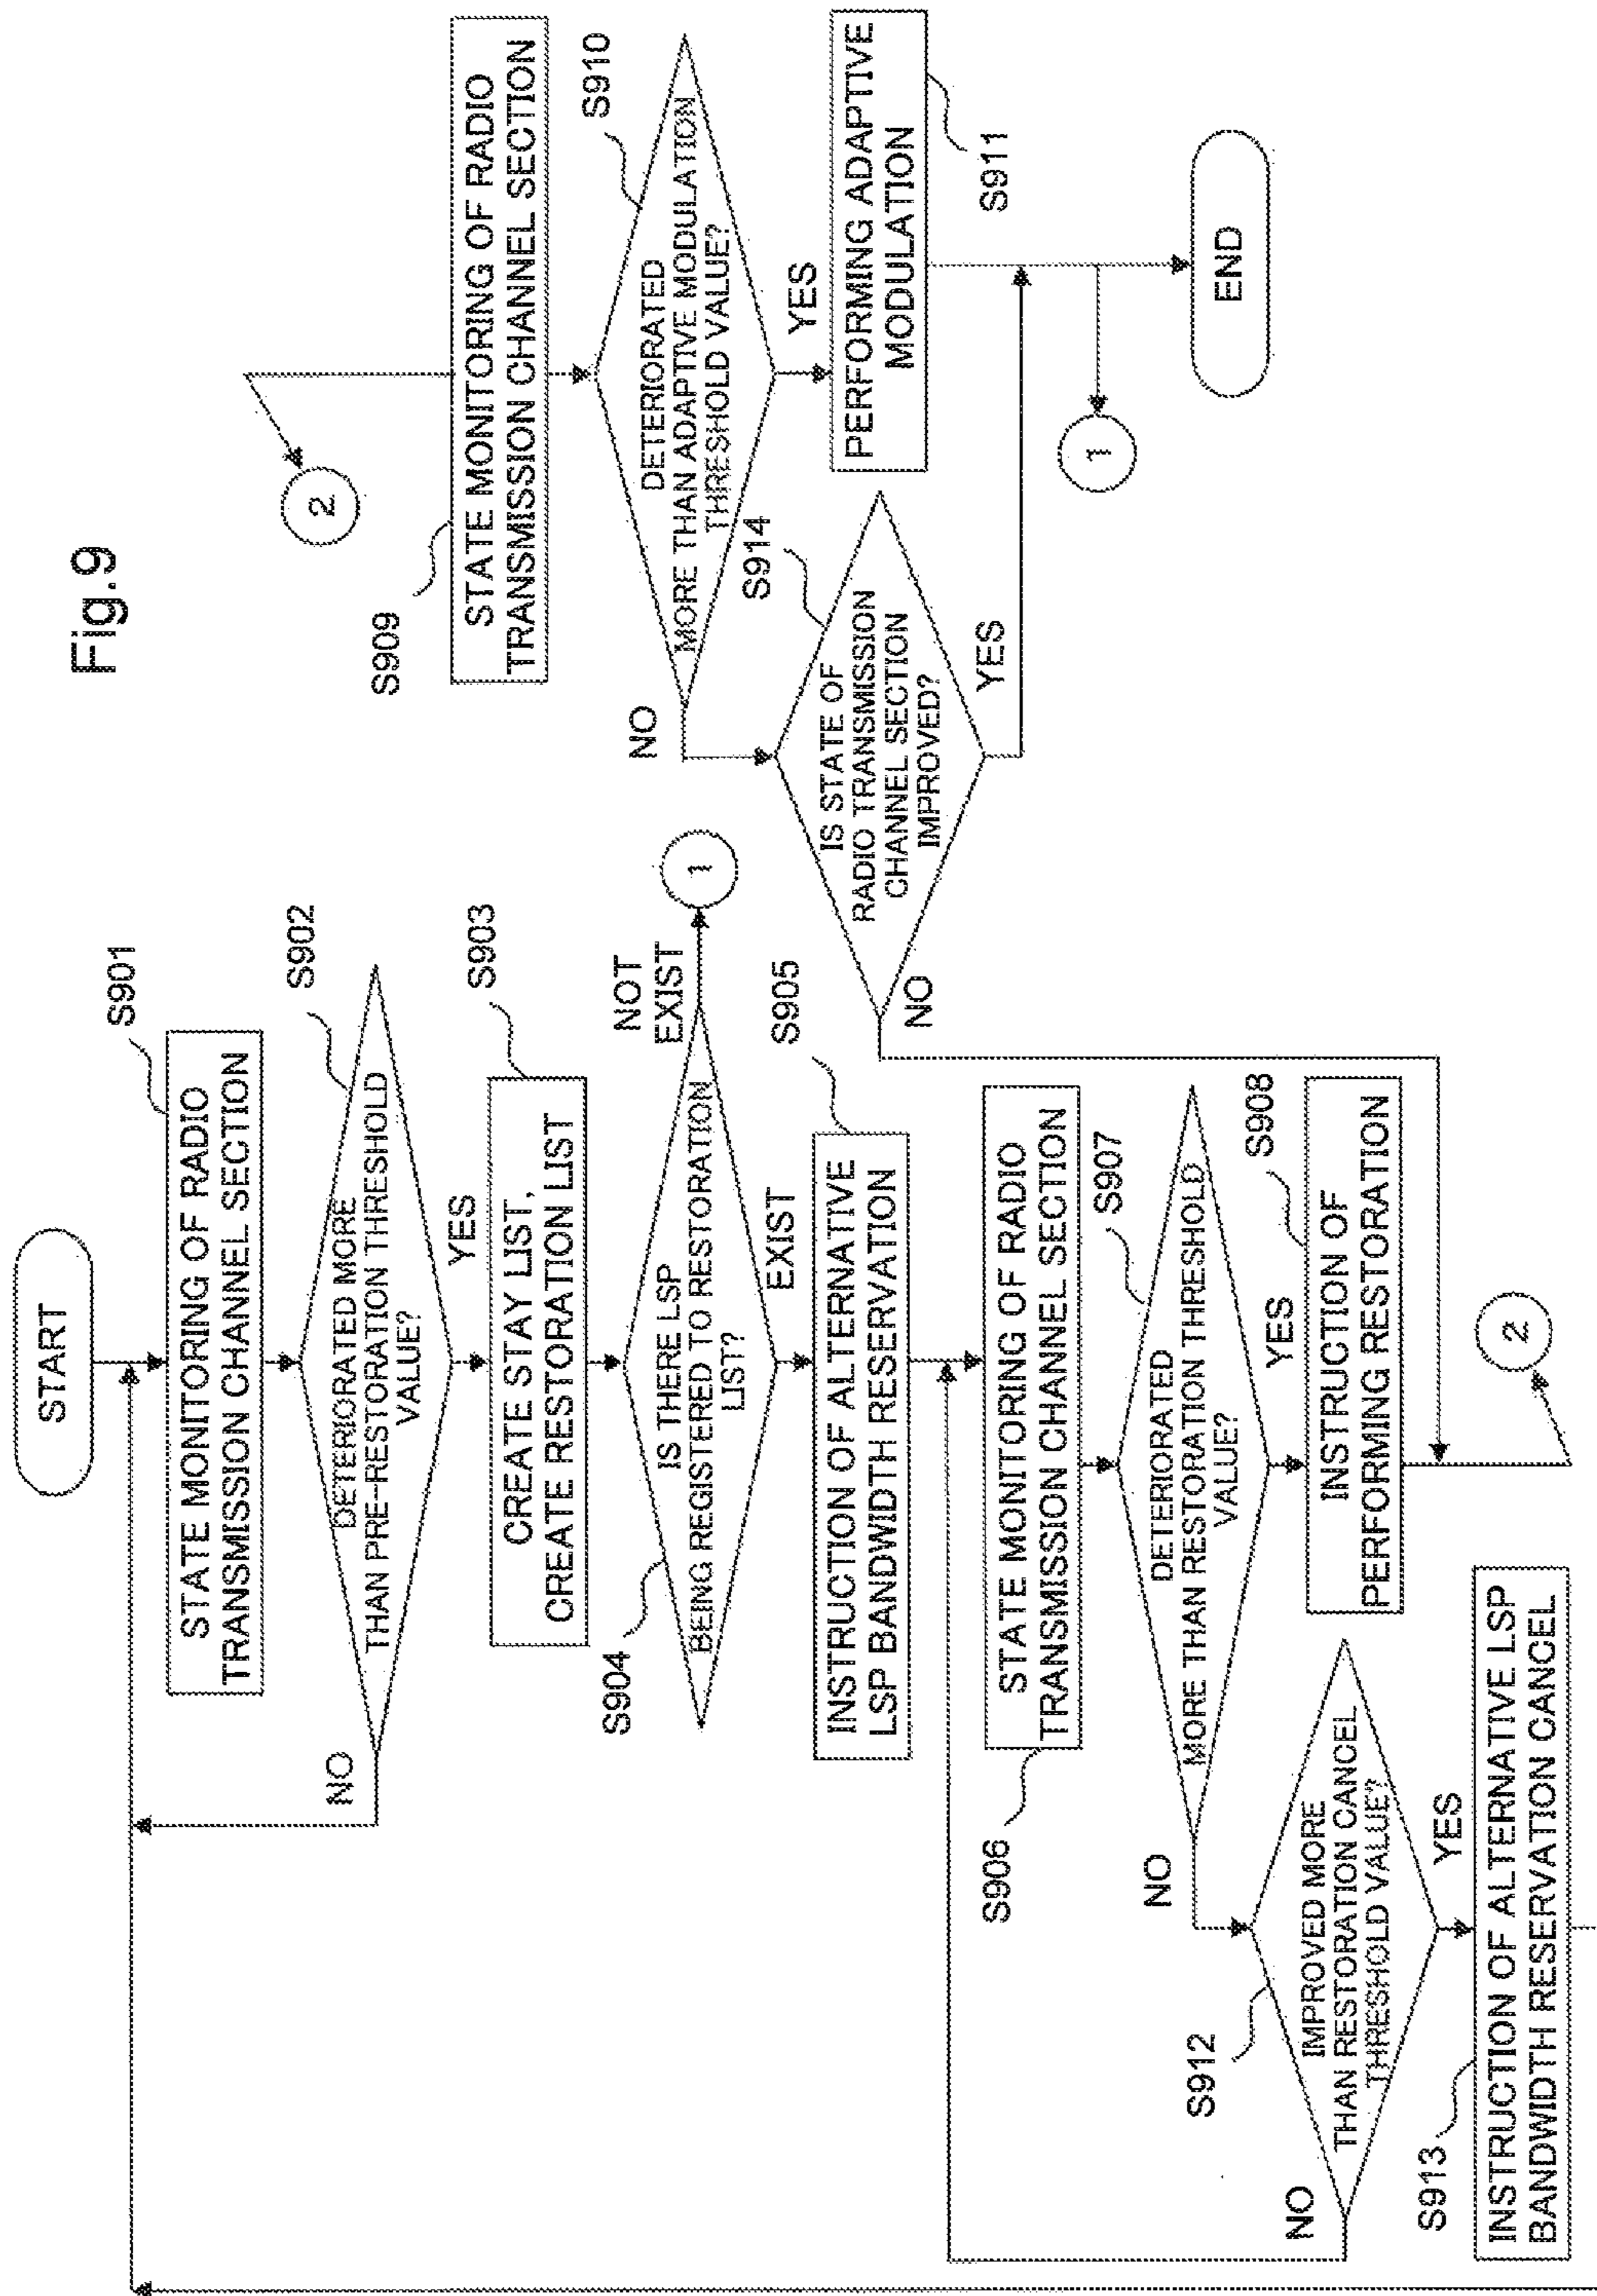 Fig.9
START
S901
STATE MONITORING OF RADIO
TRANSMISSION CHANNEL SECTION
S902
DETERIORATED MORE
THAN PRE-RESTORATION THRESHOLD
VALUE?
NO
YES
S903
CREATE STAY LIST,
CREATE RESTORATION LIST
S904
IS THERE LSP
BEING REGISTERED TO RESTORATION
LIST?
NOT
EXIST
1
EXIST
S905
INSTRUCTION OF ALTERNATIVE
LSP BANDWIDTH RESERVATION
S906
STATE MONITORING OF RADIO
TRANSMISSION CHANNEL SECTION
S907
DETERIORATED
MORE THAN RESTORATION THRESHOLD
VALUE?
NO
YES
S908
INSTRUCTION OF
PERFORMING RESTORATION
2
S912
IMPROVED MORE
THAN RESTORATION CANCEL
THRESHOLD VALUE?
NO
YES
S913
INSTRUCTION OF ALTERNATIVE LSP
BANDWIDTH RESERVATION CANCEL
2
S909
STATE MONITORING OF RADIO
TRANSMISSION CHANNEL SECTION
S910
DETERIORATED
MORE THAN ADAPTIVE MODULATION
THRESHOLD VALUE?
NO
YES
S911
PERFORMING ADAPTIVE
MODULATION
S914
IS STATE OF
RADIO TRANSMISSION
CHANNEL SECTION
IMPROVED?
NO
YES
1
END